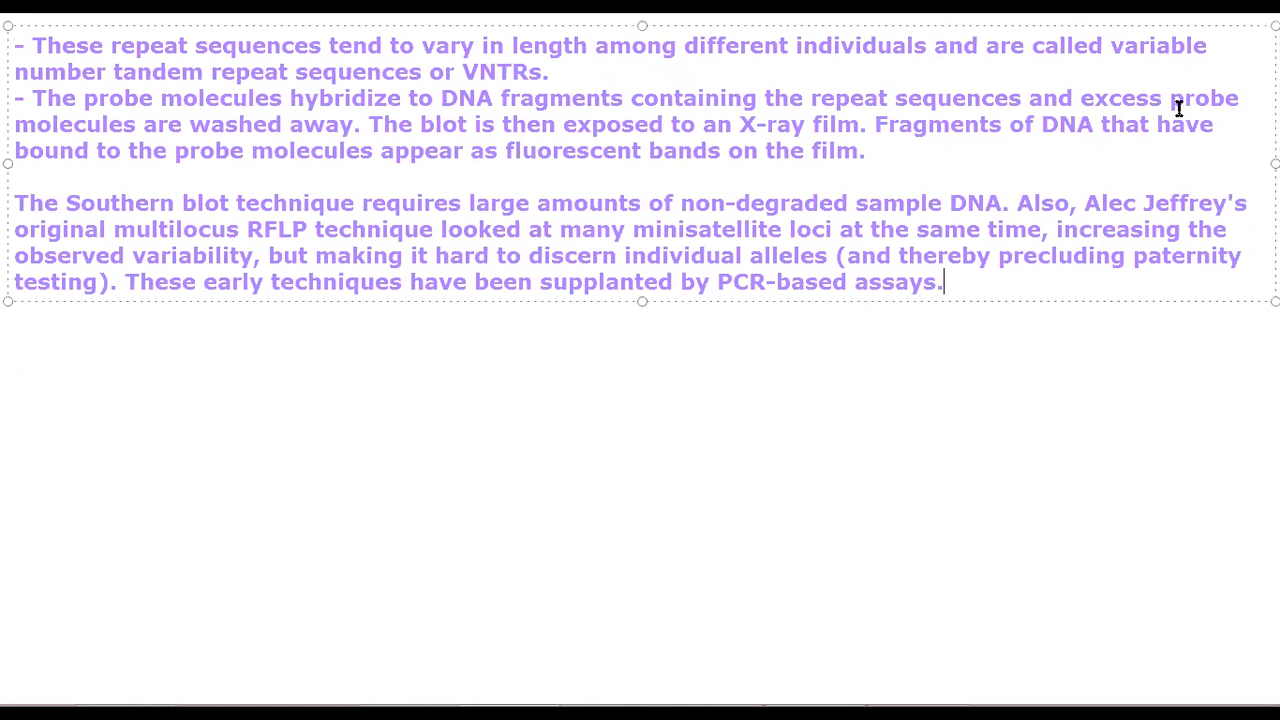 - These repeat sequences tend to vary in length among different individuals and are called variable
number tandem repeat sequences or VNTRs.
- The probe molecules hybridize to DNA fragments containing the repeat sequences and excess probe
molecules are washed away. The blot is then exposed to an X-ray film. Fragments of DNA that have
bound to the probe molecules appear as fluorescent bands on the film.
The Southern blot technique requires large amounts of non-degraded sample DNA. Also, Alec Jeffrey's
original multilocus RFLP technique looked at many minisatellite loci at the same time, increasing the
observed variability, but making it hard to discern individual alleles (and thereby precluding paternity
testing). These early techniques have been supplanted by PCR-based assays.